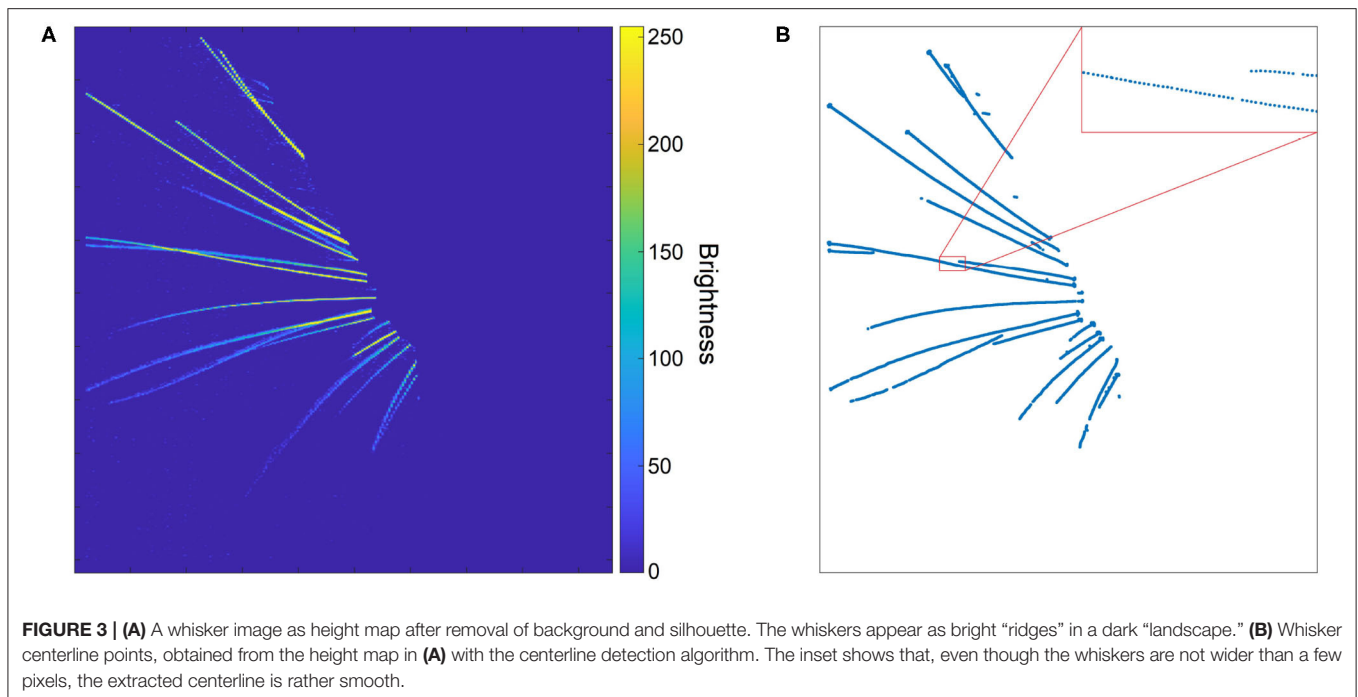 A
250
200
150
100
50
0
Brightness
B
FIGURE 3 | (A) A whisker image as height map after removal of background and silhouette. The whiskers appear as bright “ridges” in a dark “landscape.” (B) Whisker
centerline points, obtained from the height map in (A) with the centerline detection algorithm. The inset shows that, even though the whiskers are not wider than a few
pixels, the extracted centerline is rather smooth.